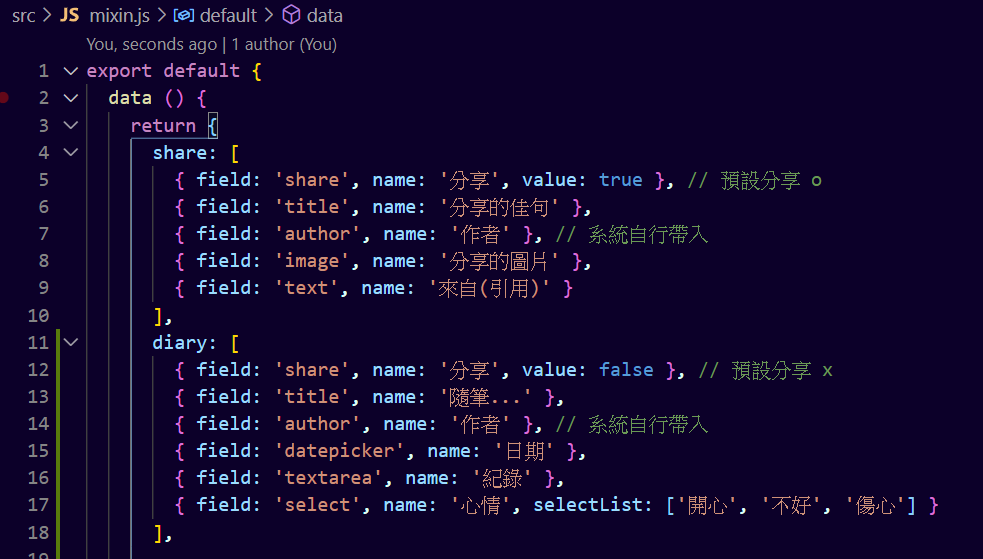 src > JS mixin.js > default > data
You, seconds ago | 1 author (You)
1 export default {
2 data () {
3 return {
4 share: [
5 { field: 'share', name: '分享', value: true }, // 預設分享 o
6 { field: 'title', name: '分享的佳句' },
7 { field: 'author', name: '作者' }, // 系統自行帶入
8 { field: 'image', name: '分享的圖片' },
9 { field: 'text', name: '來自(引用)' }
10 ],
11 diary: [
12 { field: 'share', name: '分享', value: false }, // 預設分享 x
13 { field: 'title', name: '隨筆...' },
14 { field: 'author', name: '作者' }, // 系統自行帶入
15 { field: 'datepicker', name: '日期' },
16 { field: 'textarea', name: '紀錄' },
17 { field: 'select', name: '心情', selectList: ['開心', '不好', '傷心'] }
18 ],
19